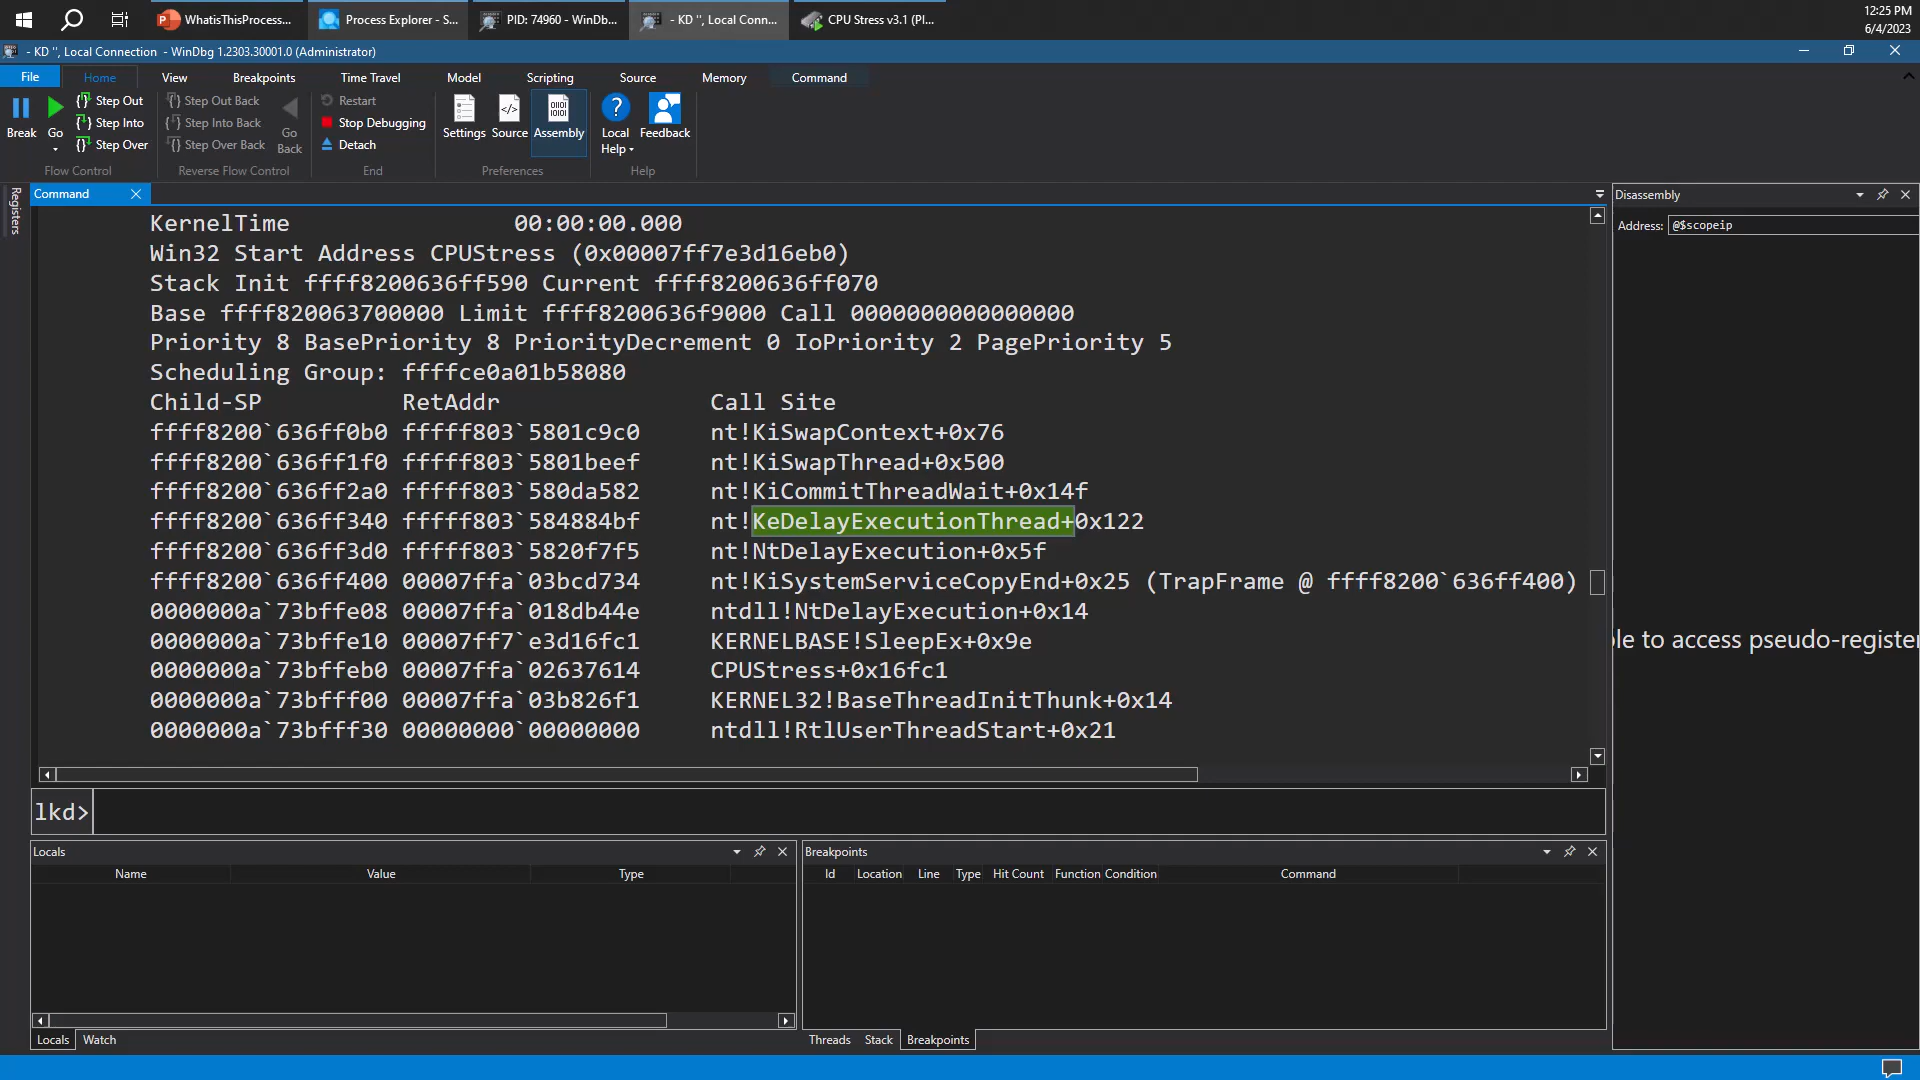 WhatisThisProcess...
Process Explorer - S...
PID: 74960 - WinDb...
- KD '', Local Conn...
CPU Stress v3.1 (PI...
12:25 PM
6/4/2023
- KD '', Local Connection - WinDbg 1.2303.30001.0 (Administrator)
File Home View Breakpoints Time Travel Model Scripting Source Memory Command
Break
Go
Step Out
Step Into
Step Over
Flow Control
Step Out Back
Step Into Back
Step Over Back
Go
Back
Reverse Flow Control
Restart
Stop Debugging
Detach
End
Settings
Source
Assembly
Preferences
Local
Help
Feedback
Help
Registers
Command
KernelTime 00:00:00.000
Win32 Start Address CPUStress (0x00007ff7e3d16eb0)
Stack Init ffff8200636ff590 Current ffff8200636ff070
Base ffff820063700000 Limit ffff8200636f9000 Call 0000000000000000
Priority 8 BasePriority 8 PriorityDecrement 0 IoPriority 2 PagePriority 5
Scheduling Group: ffffce0a01b58080
Child-SP RetAddr Call Site
ffff8200`636ff0b0 fffff803`5801c9c0 nt!KiSwapContext+0x76
ffff8200`636ff1f0 fffff803`5801beef nt!KiSwapThread+0x500
ffff8200`636ff2a0 fffff803`580da582 nt!KiCommitThreadWait+0x14f
ffff8200`636ff340 fffff803`584884bf nt!KeDelayExecutionThread+0x122
ffff8200`636ff3d0 fffff803`5820f7f5 nt!NtDelayExecution+0x5f
ffff8200`636ff400 00007ffa`03bcd734 nt!KiSystemServiceCopyEnd+0x25 (TrapFrame @ ffff8200`636ff400)
0000000a`73bffe08 00007ffa`018db44e ntdll!NtDelayExecution+0x14
0000000a`73bffe10 00007ff7`e3d16fc1 KERNELBASE!SleepEx+0x9e
0000000a`73bffeb0 00007ffa`02637614 CPUStress+0x16fc1
0000000a`73bfff00 00007ffa`03b826f1 KERNEL32!BaseThreadInitThunk+0x14
0000000a`73bfff30 00000000`00000000 ntdll!RtlUserThreadStart+0x21
lkd>
Disassembly
Address: @$scopeip
le to access pseudo-register
Locals
Name Value Type
Locals Watch
Breakpoints
Id Location Line Type Hit Count Function Condition Command
Threads Stack Breakpoints